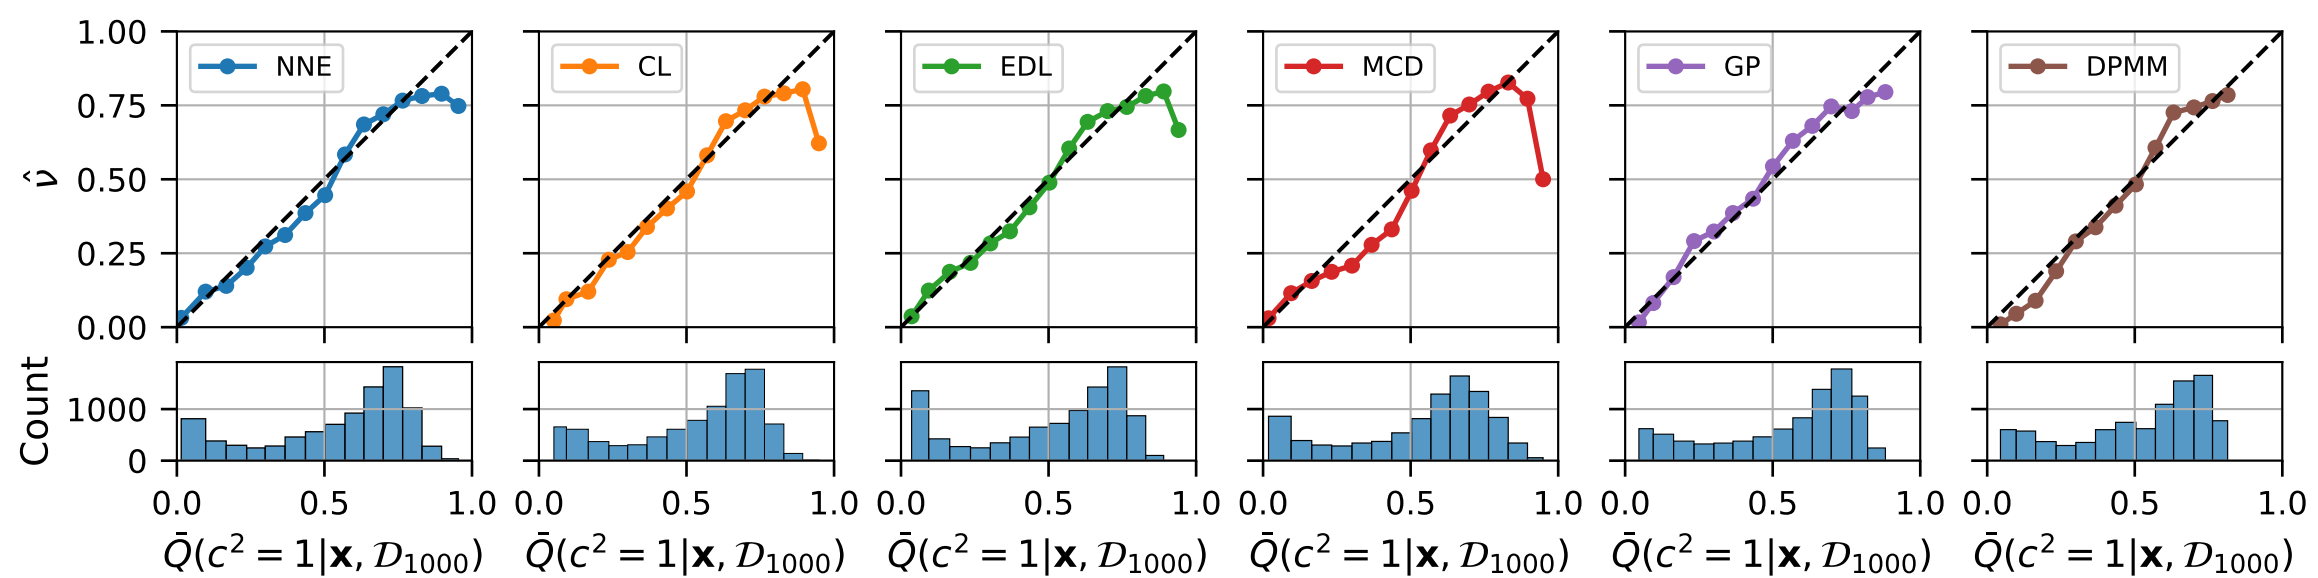 1.00
0.75
0.50
0.25
0.00
ν̂
NNE
CL
EDL
MCD
GP
DPMM
Count
1000
0
0.0 0.5 1.0 0.0 0.5 1.0 0.0 0.5 1.0 0.0 0.5 1.0 0.0 0.5 1.0 0.0 0.5 1.0
Q̄(c² = 1|𝐱, 𝒟₁₀₀₀) Q̄(c² = 1|𝐱, 𝒟₁₀₀₀) Q̄(c² = 1|𝐱, 𝒟₁₀₀₀) Q̄(c² = 1|𝐱, 𝒟₁₀₀₀) Q̄(c² = 1|𝐱, 𝒟₁₀₀₀) Q̄(c² = 1|𝐱, 𝒟₁₀₀₀)